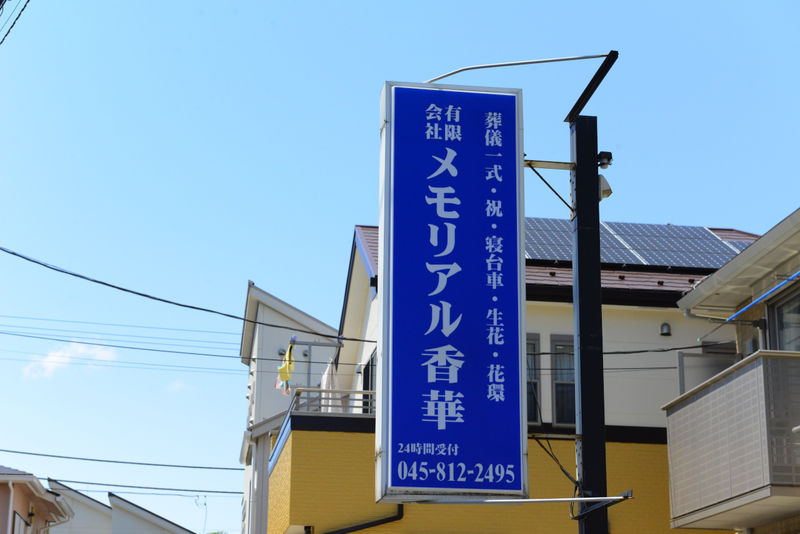 葬儀一式・祝・寝台車・生花・花環
有限会社
メモリアル香華
24時間受付
045-812-2495